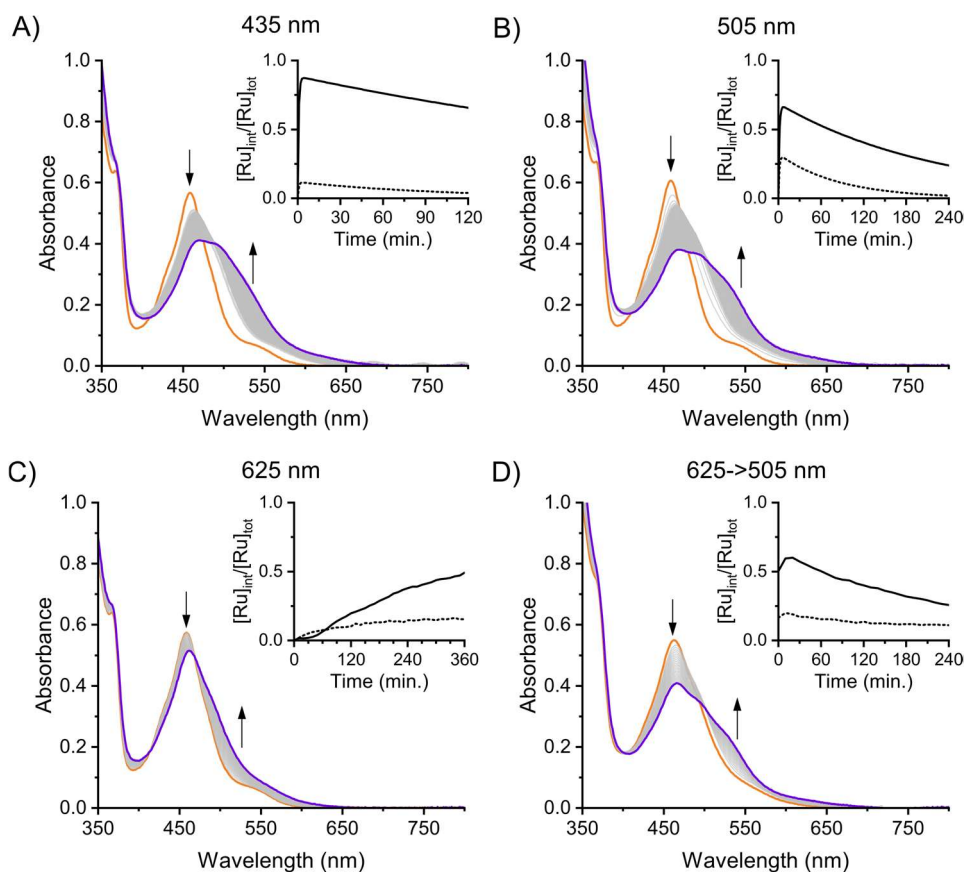 A)
435 nm
Absorbance
1.0
0.8
0.6
0.4
0.2
0.0
350 450 550 650 750
Wavelength (nm)
[Ru]int/[Ru]tot
1.0
0.5
0.0
0 30 60 90 120
Time (min.)
B)
505 nm
Absorbance
1.0
0.8
0.6
0.4
0.2
0.0
350 450 550 650 750
Wavelength (nm)
[Ru]int/[Ru]tot
1.0
0.5
0.0
0 60 120 180 240
Time (min.)
C)
625 nm
Absorbance
1.0
0.8
0.6
0.4
0.2
0.0
350 450 550 650 750
Wavelength (nm)
[Ru]int/[Ru]tot
1.0
0.5
0.0
0 120 240 360
Time (min.)
D)
625->505 nm
Absorbance
1.0
0.8
0.6
0.4
0.2
0.0
350 450 550 650 750
Wavelength (nm)
[Ru]int/[Ru]tot
1.0
0.5
0.0
0 60 120 180 240
Time (min.)